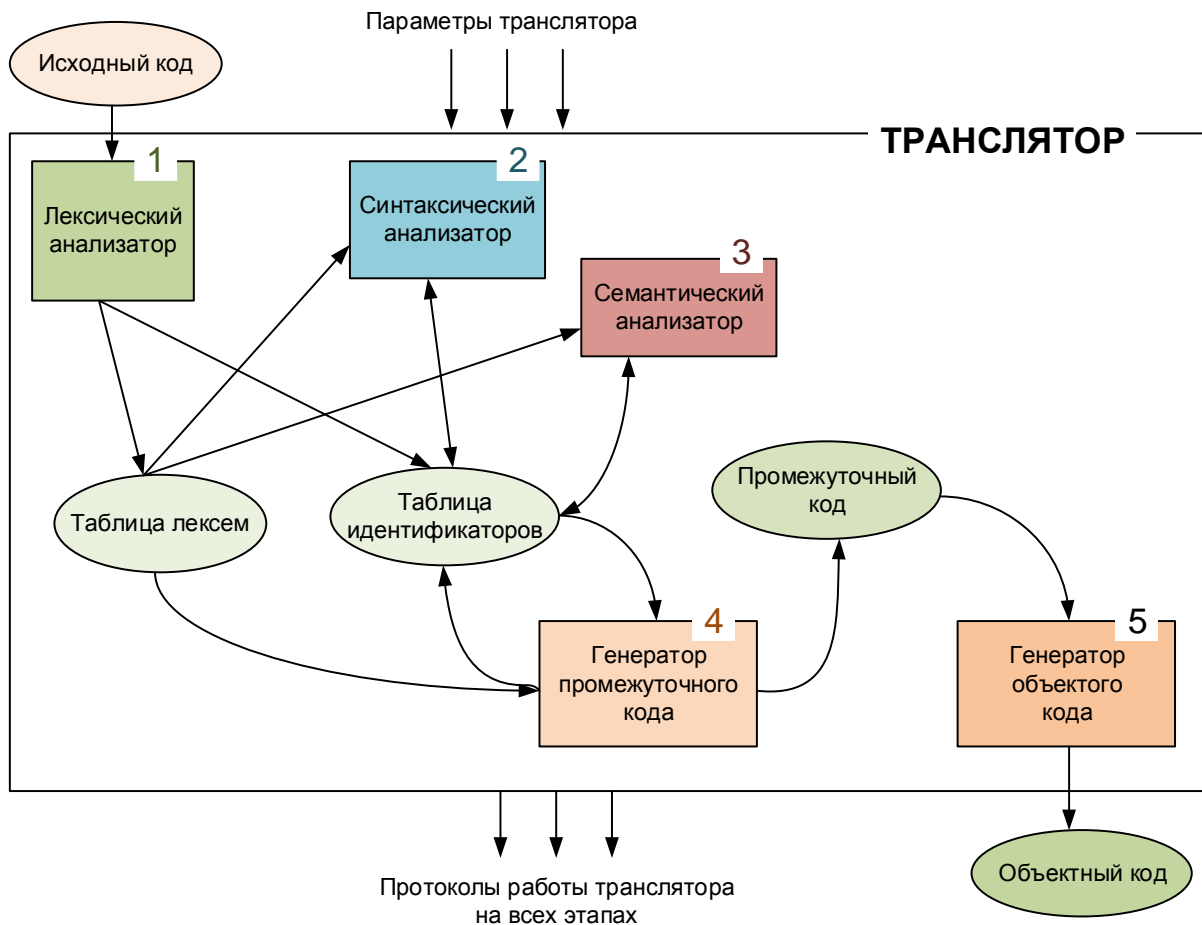 Параметры транслятора
Исходный код
ТРАНСЛЯТОР
1
Лексический
анализатор
2
Синтаксический
анализатор
3
Семантический
анализатор
Таблица лексем
Таблица
идентификаторов
Промежуточный
код
4
Генератор
промежуточного
кода
5
Генератор
объектого
кода
Протоколы работы транслятора
на всех этапах
Объектный код